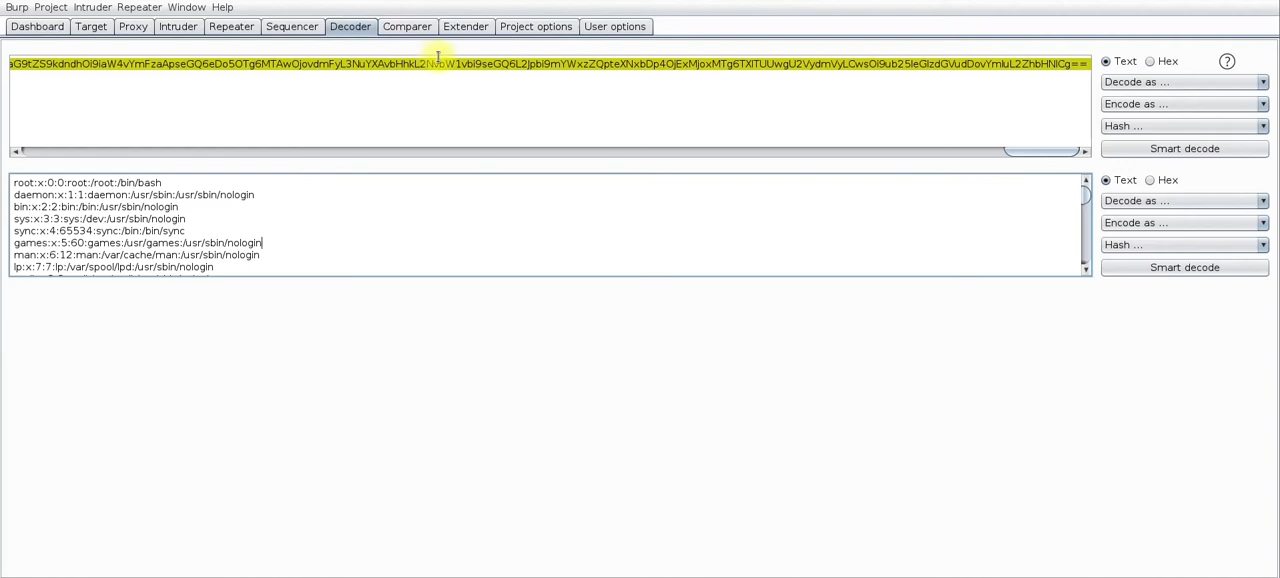 Burp Project Intruder Repeater Window Help
Dashboard Target Proxy Intruder Repeater Sequencer Decoder Comparer Extender Project options User options
Text Hex ?
Decode as ...
Encode as ...
Hash ...
Smart decode
root:x:0:0:root:/root:/bin/bash
daemon:x:1:1:daemon:/usr/sbin:/usr/sbin/nologin
bin:x:2:2:bin:/bin:/usr/sbin/nologin
sys:x:3:3:sys:/dev:/usr/sbin/nologin
sync:x:4:65534:sync:/bin:/bin/sync
games:x:5:60:games:/usr/games:/usr/sbin/nologin
man:x:6:12:man:/var/cache/man:/usr/sbin/nologin
lp:x:7:7:lp:/var/spool/lpd:/usr/sbin/nologin
Text Hex
Decode as ...
Encode as ...
Hash ...
Smart decode